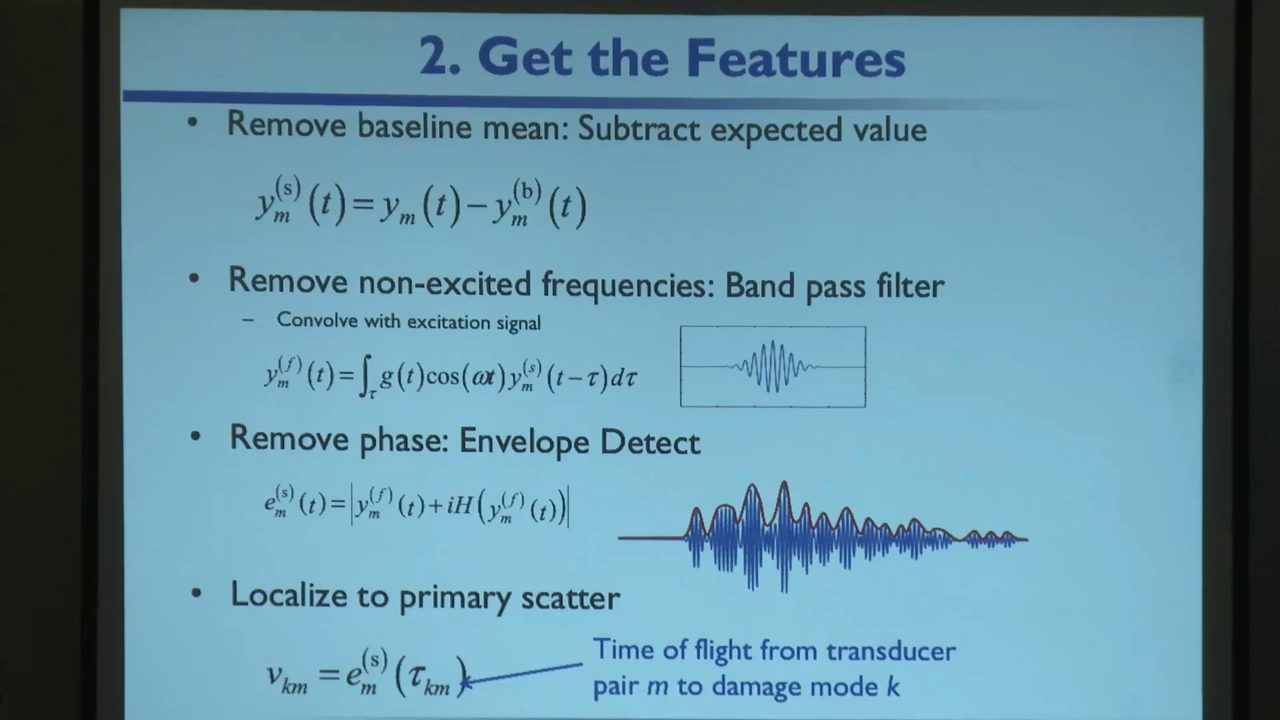 2. Get the Features
• Remove baseline mean: Subtract expected value
y_m^(s)(t)=y_m(t)−y_m^(b)(t)
• Remove non-excited frequencies: Band pass filter
– Convolve with excitation signal
y_m^(f)(t)=∫_τ g(t)cos(ωt)y_m^(s)(t−τ)dτ
• Remove phase: Envelope Detect
e_m^(s)(t)=|y_m^(f)(t)+iH(y_m^(f)(t))|
• Localize to primary scatter
v_km=e_m^(s)(τ_km)
Time of flight from transducer
pair m to damage mode k